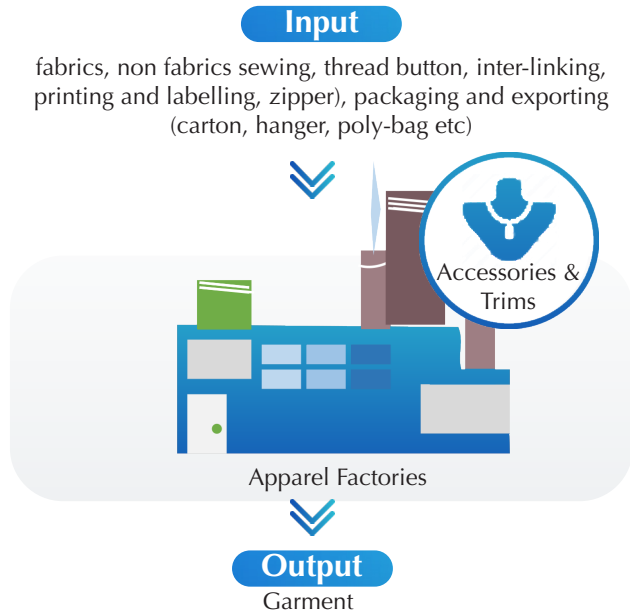 Input
fabrics, non fabrics sewing, thread button, inter-linking,
printing and labelling, zipper), packaging and exporting
(carton, hanger, poly-bag etc)
Accessories &
Trims
Apparel Factories
Output
Garment